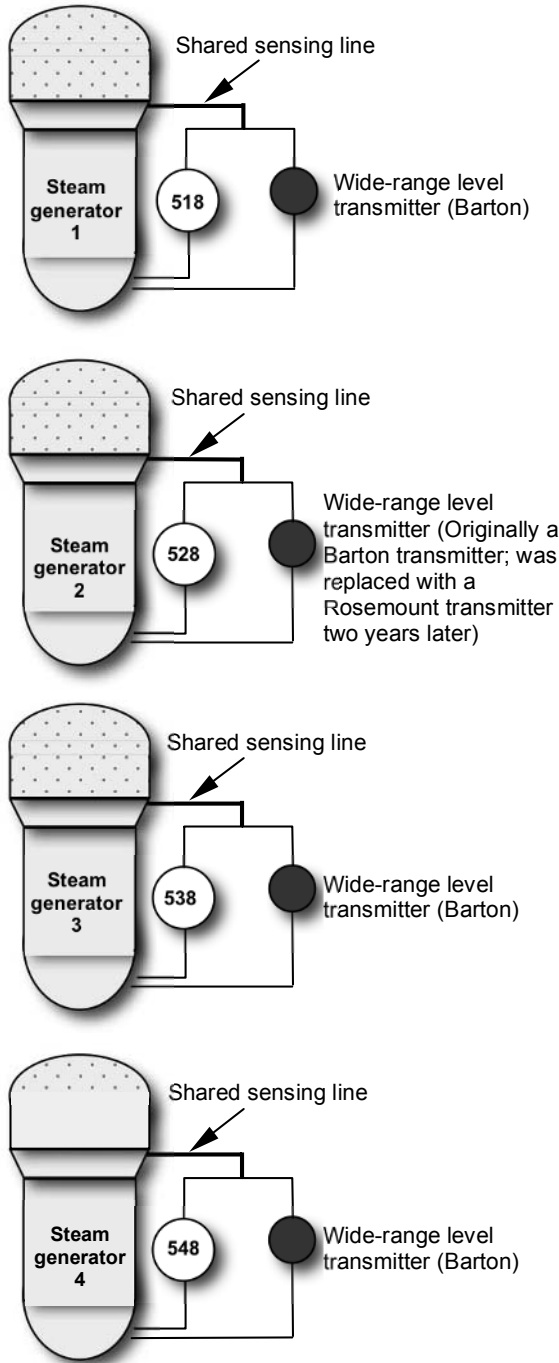 Shared sensing line
Steam
generator
1
518
Wide-range level
transmitter (Barton)
Shared sensing line
Steam
generator
2
528
Wide-range level
transmitter (Originally a
Barton transmitter; was
replaced with a
Rosemount transmitter
two years later)
Shared sensing line
Steam
generator
3
538
Wide-range level
transmitter (Barton)
Shared sensing line
Steam
generator
4
548
Wide-range level
transmitter (Barton)